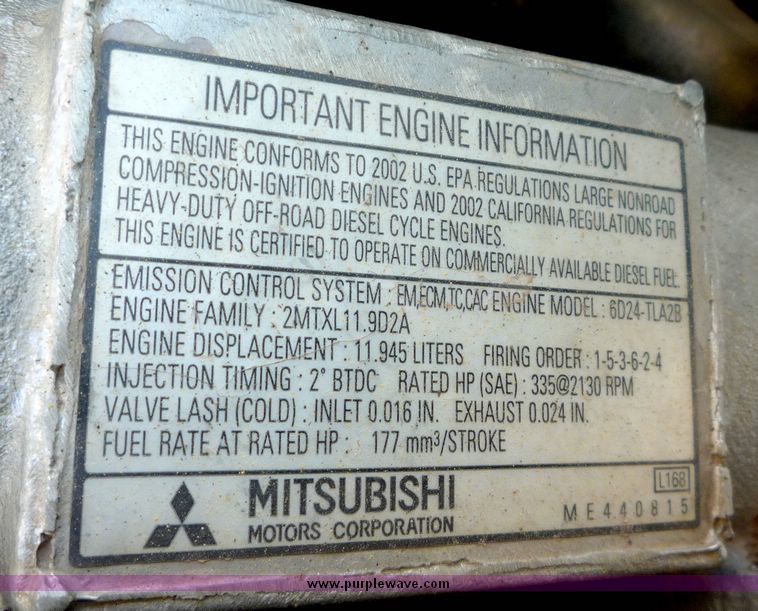 IMPORTANT ENGINE INFORMATION
THIS ENGINE CONFORMS TO 2002 U.S. EPA REGULATIONS LARGE NONROAD
COMPRESSION-IGNITION ENGINES AND 2002 CALIFORNIA REGULATIONS FOR
HEAVY-DUTY OFF-ROAD DIESEL CYCLE ENGINES.
THIS ENGINE IS CERTIFIED TO OPERATE ON COMMERCIALLY AVAILABLE DIESEL FUEL.
EMISSION CONTROL SYSTEM : EM,ECM,TC,CAC ENGINE MODEL : 6D24-TLA2B
ENGINE FAMILY : 2MTXL11.9D2A
ENGINE DISPLACEMENT : 11.945 LITERS FIRING ORDER : 1-5-3-6-2-4
INJECTION TIMING : 2° BTDC RATED HP (SAE) : 335@2130 RPM
VALVE LASH (COLD) : INLET 0.016 IN. EXHAUST 0.024 IN.
FUEL RATE AT RATED HP : 177 mm³/STROKE
L168
MITSUBISHI
MOTORS CORPORATION
ME440815
www.purplewave.com